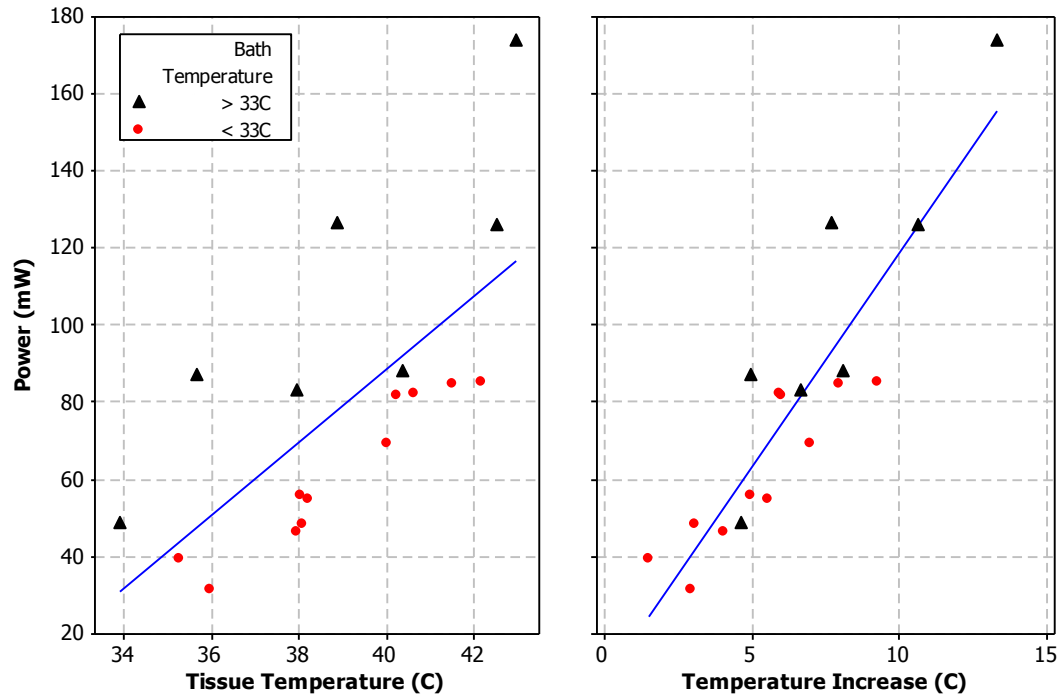 180
160
140
120
100
80
60
40
20
Power (mW)
Bath
Temperature
> 33C
< 33C
34 36 38 40 42
Tissue Temperature (C)
0 5 10 15
Temperature Increase (C)